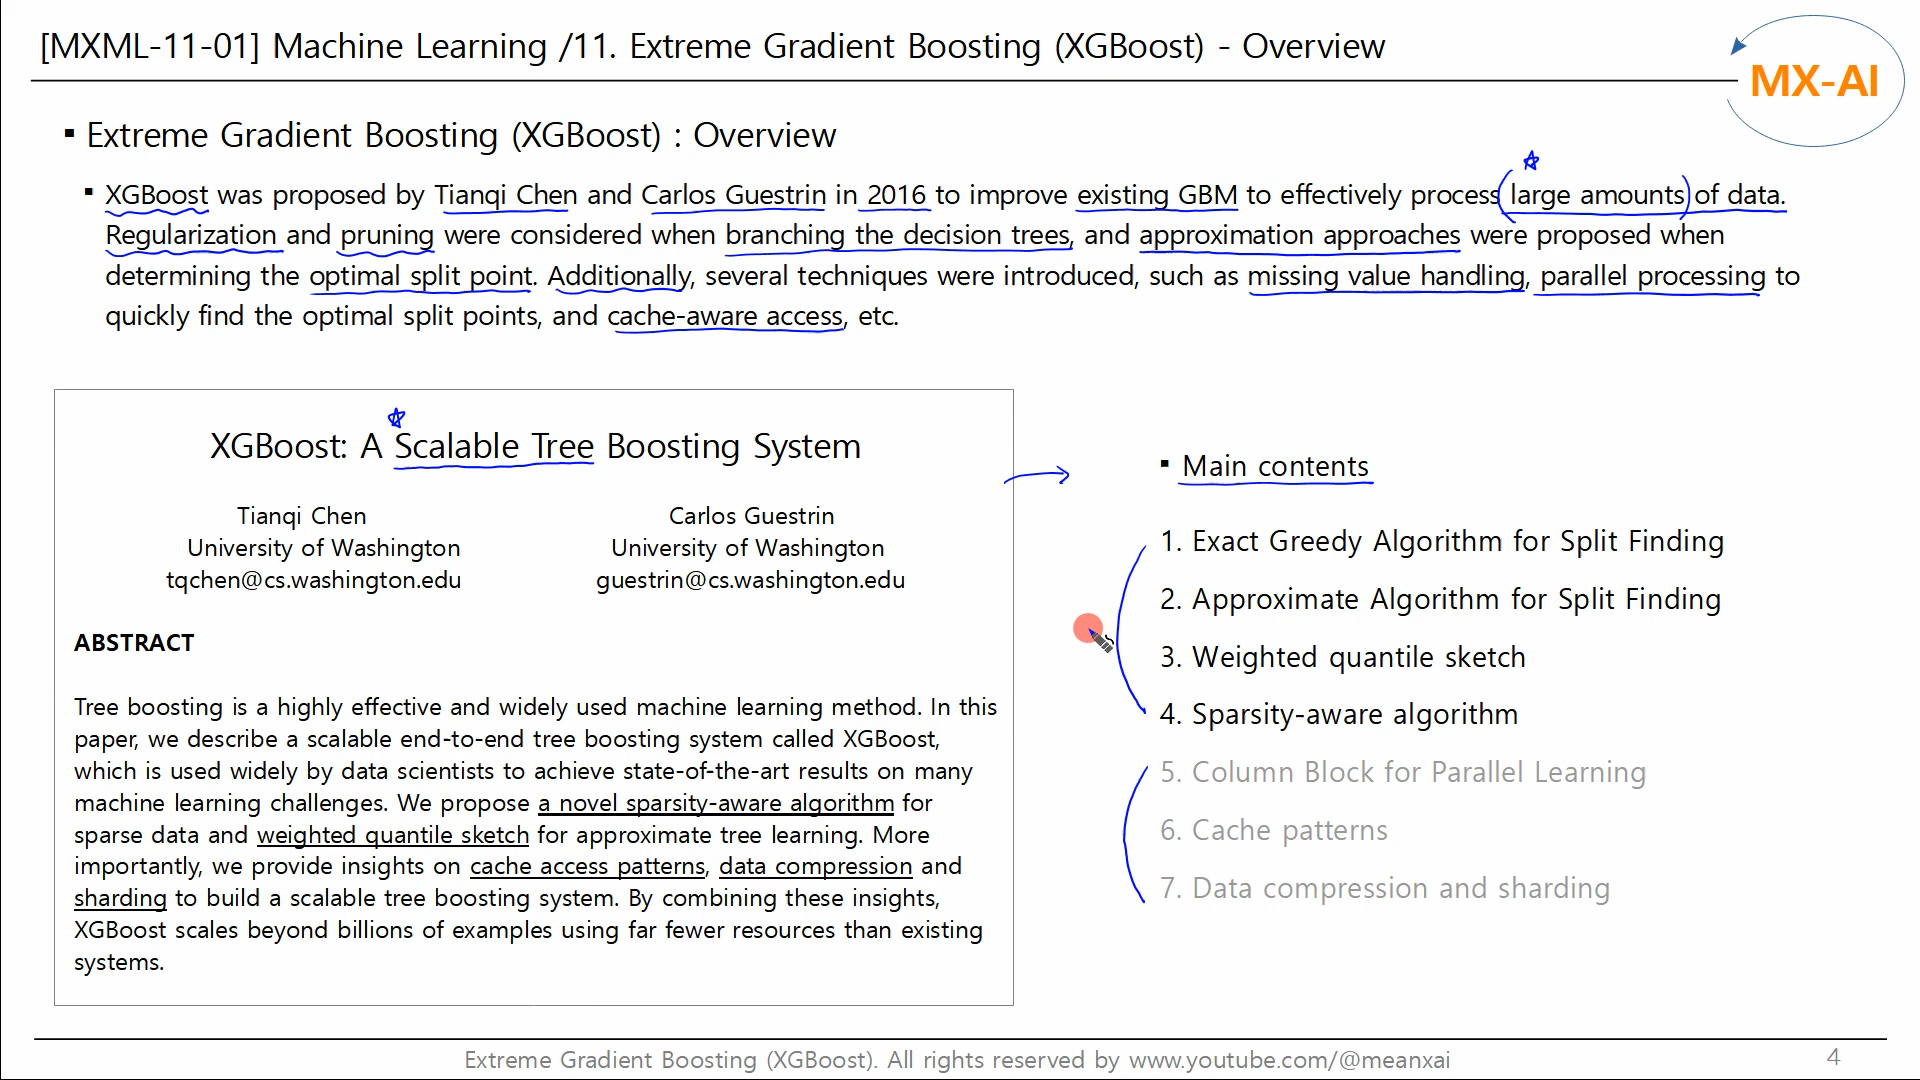 [MXML-11-01] Machine Learning /11. Extreme Gradient Boosting (XGBoost) - Overview
MX-AI
▪ Extreme Gradient Boosting (XGBoost) : Overview
▪ XGBoost was proposed by Tianqi Chen and Carlos Guestrin in 2016 to improve existing GBM to effectively process large amounts of data.
Regularization and pruning were considered when branching the decision trees, and approximation approaches were proposed when
determining the optimal split point. Additionally, several techniques were introduced, such as missing value handling, parallel processing to
quickly find the optimal split points, and cache-aware access, etc.
XGBoost: A Scalable Tree Boosting System
Tianqi Chen
University of Washington
tqchen@cs.washington.edu
Carlos Guestrin
University of Washington
guestrin@cs.washington.edu
ABSTRACT
Tree boosting is a highly effective and widely used machine learning method. In this
paper, we describe a scalable end-to-end tree boosting system called XGBoost,
which is used widely by data scientists to achieve state-of-the-art results on many
machine learning challenges. We propose a novel sparsity-aware algorithm for
sparse data and weighted quantile sketch for approximate tree learning. More
importantly, we provide insights on cache access patterns, data compression and
sharding to build a scalable tree boosting system. By combining these insights,
XGBoost scales beyond billions of examples using far fewer resources than existing
systems.
▪ Main contents
1. Exact Greedy Algorithm for Split Finding
2. Approximate Algorithm for Split Finding
3. Weighted quantile sketch
4. Sparsity-aware algorithm
5. Column Block for Parallel Learning
6. Cache patterns
7. Data compression and sharding
Extreme Gradient Boosting (XGBoost). All rights reserved by www.youtube.com/@meanxai
4